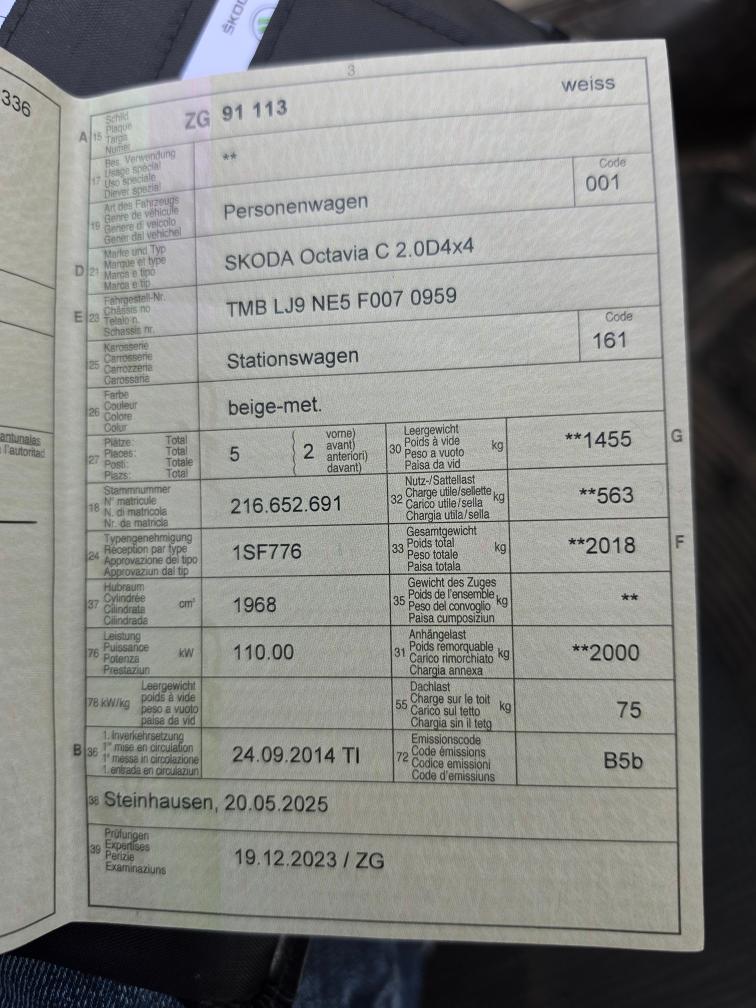 ŠKOD
336
antunalas
l'autoritad
3
A 15 Schild Plaque Targa Numer ZG 91 113 weiss
17 Bes. Verwendung Usage spécial Uso speciale Diever spezial **
19 Art des Fahrzeugs Genre de véhicule Genere di veicolo Gener dal vehichel Personenwagen Code 001
D 21 Marke und Typ Marque et type Marca e tipo Marca e tip SKODA Octavia C 2.0D4x4
E 23 Fahrgestell-Nr. Châssis no Telaio n. Schassis nr. TMB LJ9 NE5 F007 0959
25 Karosserie Carrosserie Carrozzeria Carossaria Stationswagen Code 161
26 Farbe Couleur Colore Colur beige-met.
27 Plätze: Total Places: Total Posti: Totale Plazs: Total 5 2 vorne) avant) anteriori) davant)
30 Leergewicht Poids à vide Peso a vuoto Paisa da vid kg **1455 G
18 Stammnummer N° matricule N. di matricola Nr. da matricla 216.652.691
32 Nutz-/Sattellast Charge utile/sellette Carico utile/sella Chargia utila/sella kg **563
24 Typengenehmigung Réception par type Approvazione del tipo Approvaziun dal tip 1SF776
33 Gesamtgewicht Poids total Peso totale Paisa totala kg **2018 F
37 Hubraum Cylindrée Cilindrata Cilindrada cm³ 1968
35 Gewicht des Zuges Poids de l'ensemble Peso del convoglio Paisa cumposiziun kg **
76 Leistung Puissance Potenza Prestaziun kW 110.00
31 Anhängelast Poids remorquable Carico rimorchiato Chargia annexa kg **2000
78 kW/kg Leergewicht poids à vide peso a vuoto paisa da vid
55 Dachlast Charge sur le toit Carico sul tetto Chargia sin il tetg kg 75
B 36 1. Inverkehrsetzung 1re mise en circulation 1a messa in circolazione 1. entrada en circulaziun 24.09.2014 TI
72 Emissionscode Code émissions Codice emissioni Code d'emissiuns B5b
38 Steinhausen, 20.05.2025
39 Prüfungen Expertises Perizie Examinaziuns 19.12.2023 / ZG